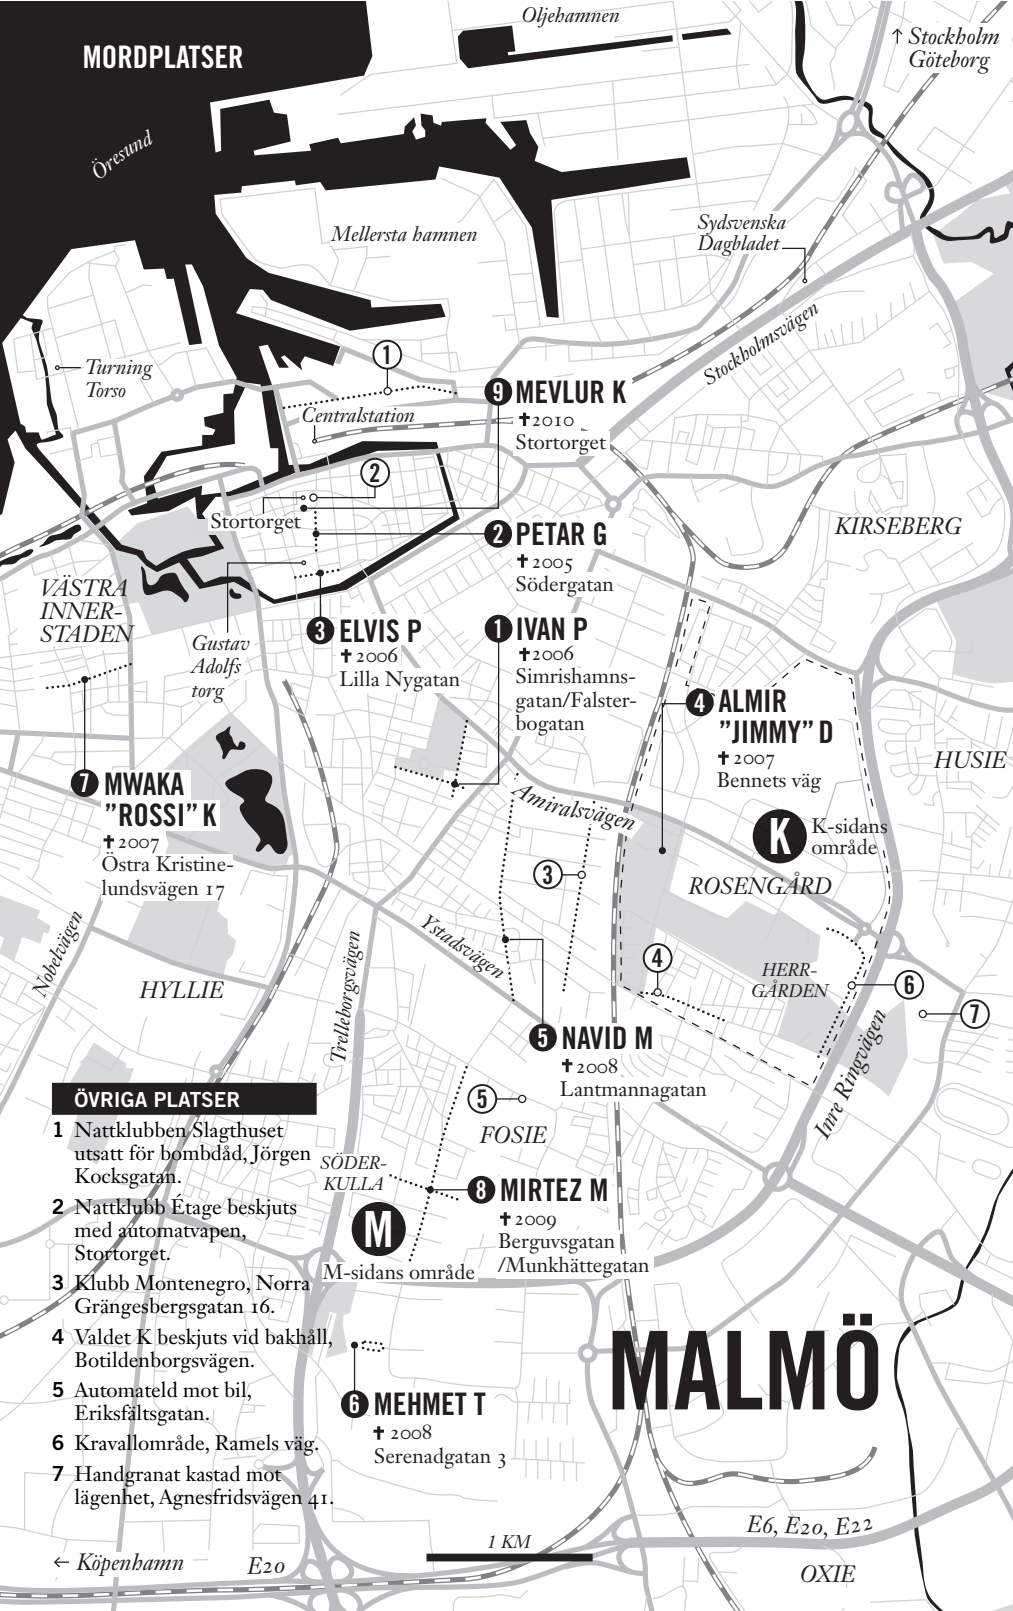 MORDPLATSER
Oljehamnen
↑ Stockholm
Göteborg
Öresund
Mellersta hamnen
Sydsvenska
Dagbladet
Stockholmsvägen
Turning
Torso
1
Centralstation
9 MEVLUR K
✝2010
Stortorget
2
Stortorget
2 PETAR G
✝2005
Södergatan
KIRSEBERG
VÄSTRA
INNER-
STADEN
Gustav
Adolfs
torg
3 ELVIS P
✝2006
Lilla Nygatan
1 IVAN P
✝2006
Simrishamns-
gatan/Falster-
bogatan
4 ALMIR
”JIMMY” D
✝2007
Bennets väg
HUSIE
7 MWAKA
”ROSSI” K
✝2007
Östra Kristine-
lundsvägen 17
Amiralsvägen
K
K-sidans
område
ROSENGÅRD
3
Nobelvägen
HYLLIE
Trelleborgsvägen
Ystadsvägen
4
HERR-
GÅRDEN
6
7
Inre Ringvägen
5 NAVID M
✝2008
Lantmannagatan
5
FOSIE
SÖDER-
KULLA
8 MIRTEZ M
✝2009
Berguvsgatan
/Munkhättegatan
M
M-sidans område
ÖVRIGA PLATSER
1 Nattklubben Slagthuset
utsatt för bombdåd, Jörgen
Kocksgatan.
2 Nattklubb Étage beskjuts
med automatvapen,
Stortorget.
3 Klubb Montenegro, Norra
Grängesbergsgatan 16.
4 Valdet K beskjuts vid bakhåll,
Botildenborgsvägen.
5 Automateld mot bil,
Eriksfältsgatan.
6 Kravallområde, Ramels väg.
7 Handgranat kastad mot
lägenhet, Agnesfridsvägen 41.
6 MEHMET T
✝2008
Serenadgatan 3
MALMÖ
1 KM
E6, E20, E22
← Köpenhamn
E20
OXIE